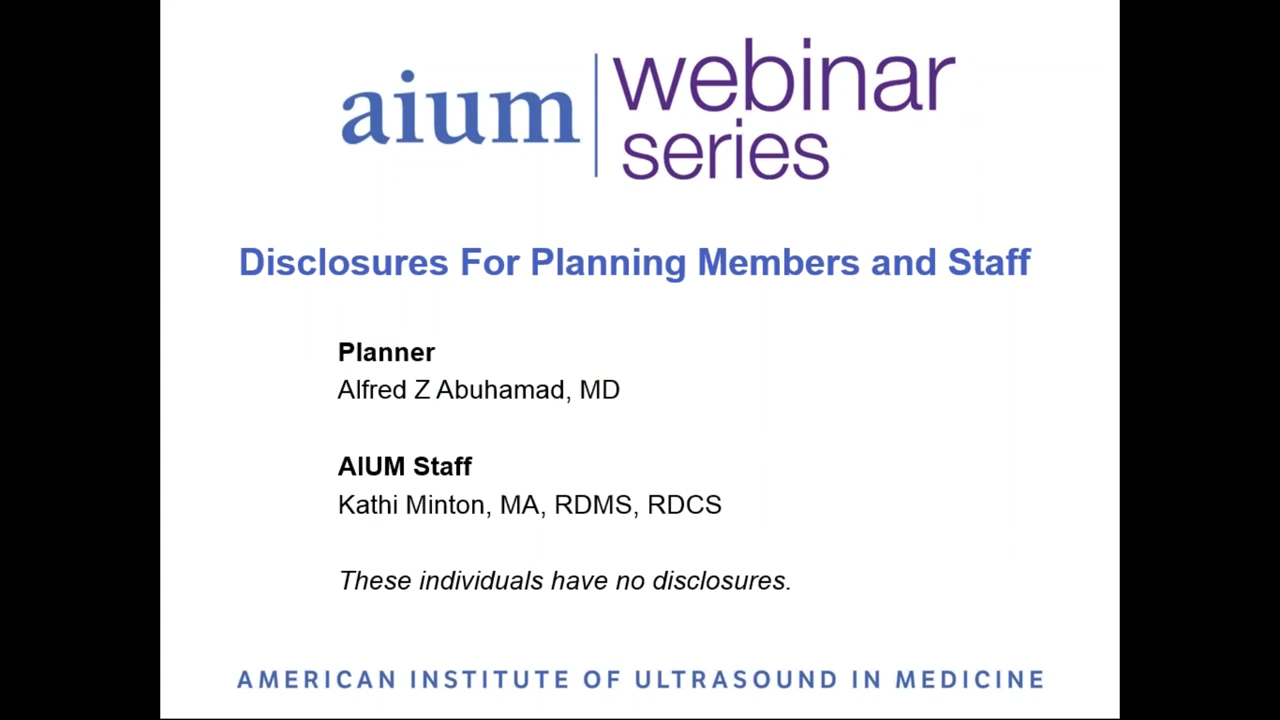 aium webinar series
Disclosures For Planning Members and Staff
Planner
Alfred Z Abuhamad, MD
AIUM Staff
Kathi Minton, MA, RDMS, RDCS
These individuals have no disclosures.
AMERICAN INSTITUTE OF ULTRASOUND IN MEDICINE